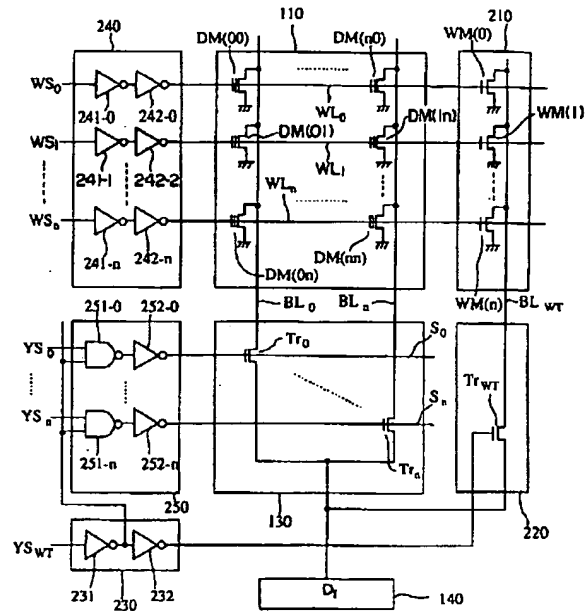 240
110
210
DM(00)
DM(n0)
WM(0)
WS0
241-0
242-0
WL0
DM(01)
DM(1n)
WM(1)
WS1
241-1
242-2
WL1
WLn
WSn
241-n
242-n
DM(0n)
DM(nn)
WM(n)
BL0
BLn
BLWT
251-0
252-0
YS0
Tr0
S0
YSn
Sn
TrWT
251-n
252-n
Trn
250
130
220
YSWT
231
232
230
DI
140